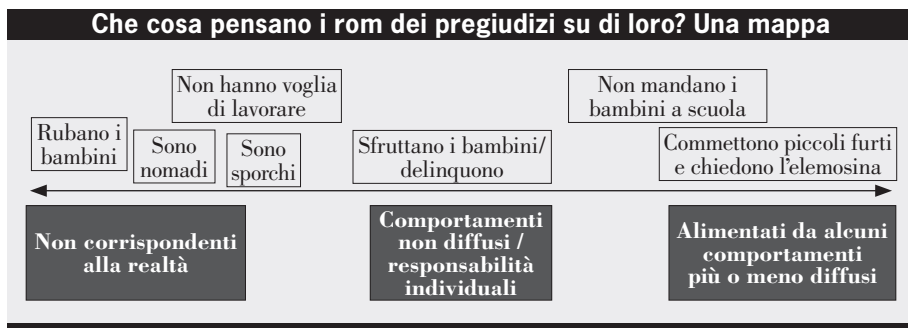 Che cosa pensano i rom dei pregiudizi su di loro? Una mappa
Non hanno voglia
di lavorare
Non mandano i
bambini a scuola
Rubano i
bambini
Sono
nomadi
Sono
sporchi
Sfruttano i bambini/
delinquono
Commettono piccoli furti
e chiedono l'elemosina
Non corrispondenti
alla realtà
Comportamenti
non diffusi /
responsabilità
individuali
Alimentati da alcuni
comportamenti
più o meno diffusi